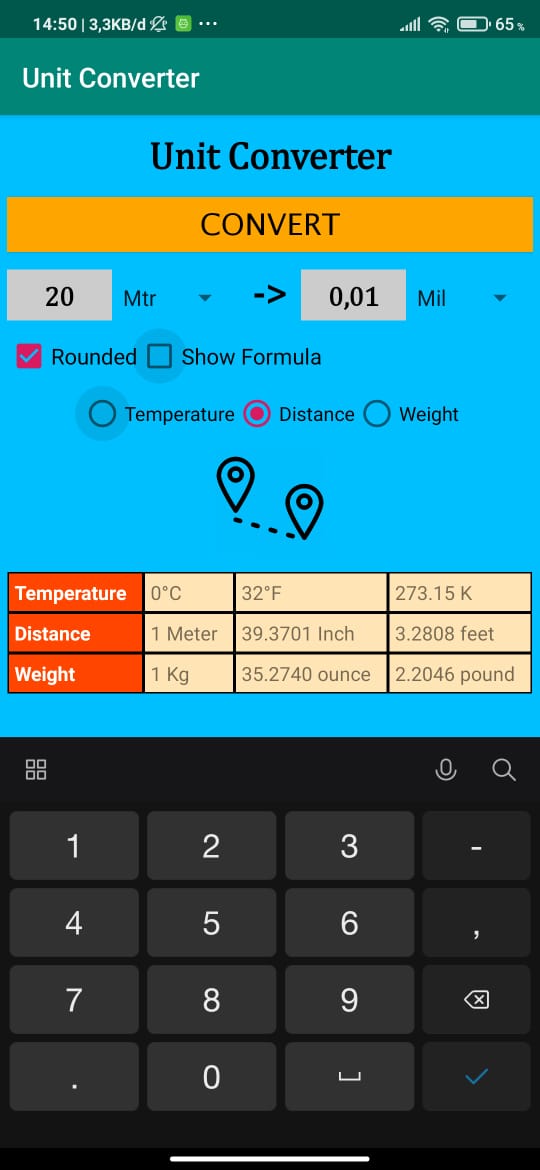 14:50 | 3,3KB/d ... 65 %
Unit Converter
Unit Converter
CONVERT
20 Mtr -> 0,01 Mil
Rounded Show Formula
Temperature Distance Weight
Temperature 0°C 32°F 273.15 K
Distance 1 Meter 39.3701 Inch 3.2808 feet
Weight 1 Kg 35.2740 ounce 2.2046 pound
1 2 3 -
4 5 6 ,
7 8 9
. 0